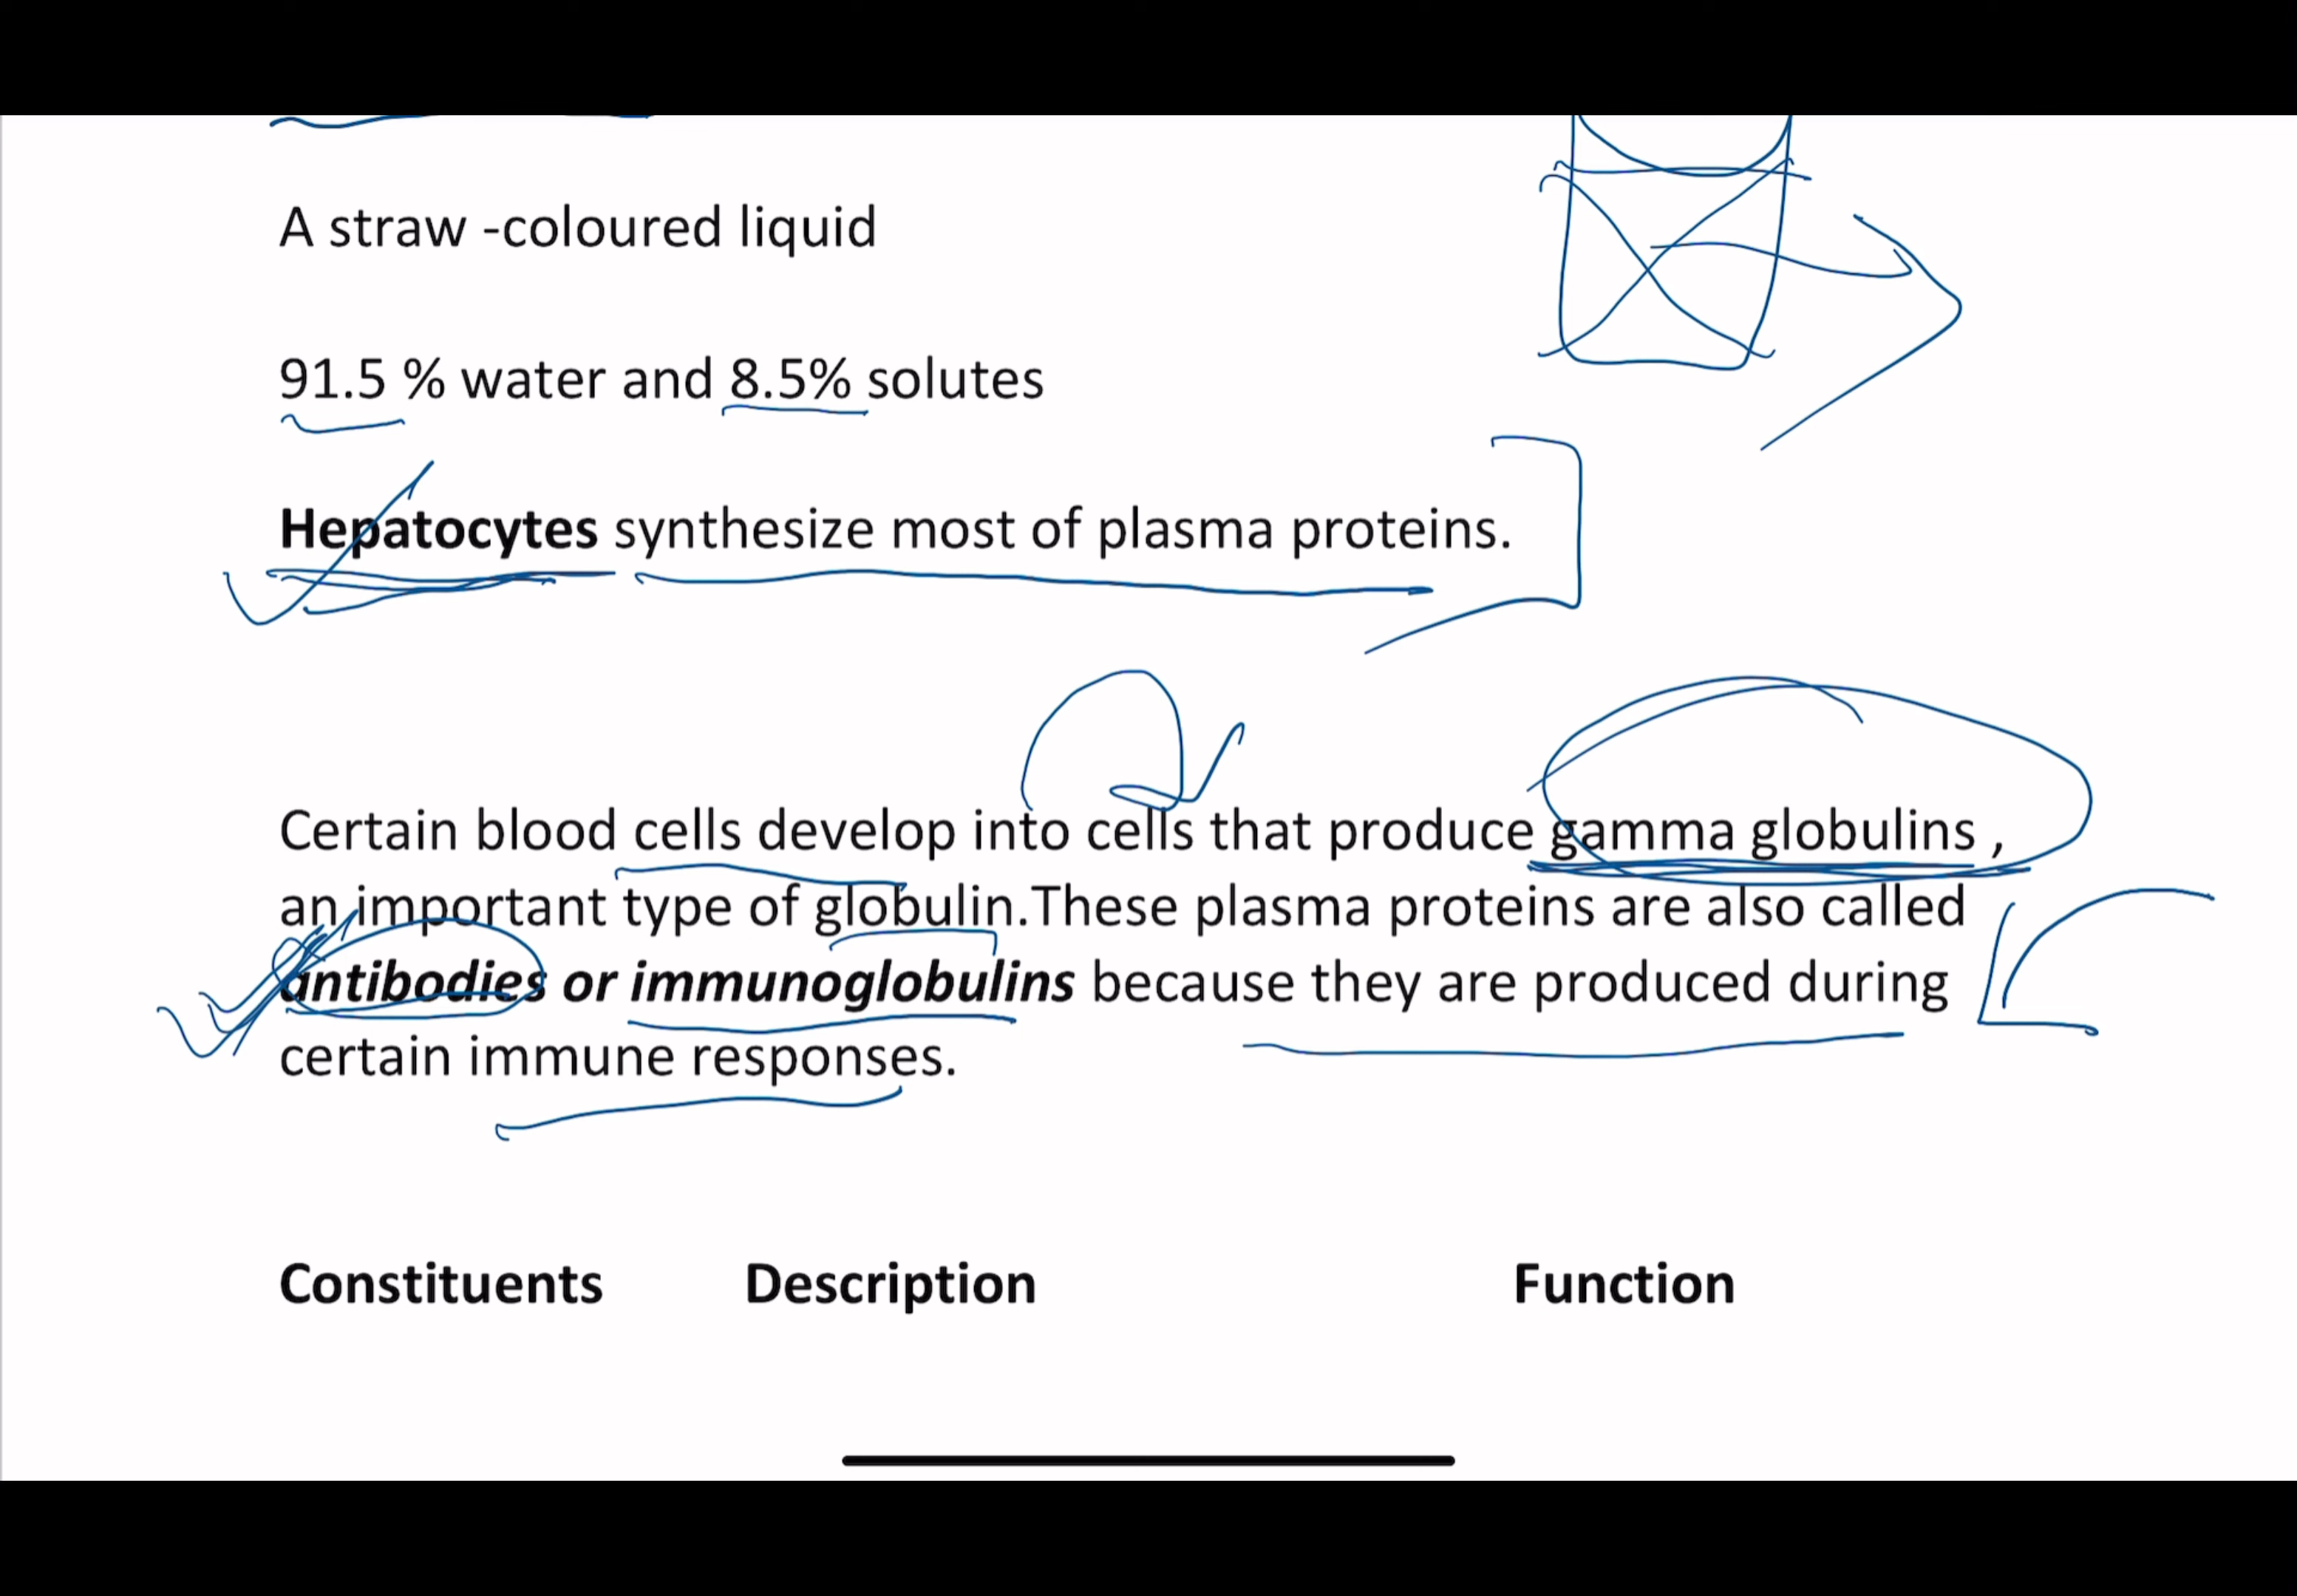 A straw -coloured liquid
91.5 % water and 8.5% solutes
Hepatocytes synthesize most of plasma proteins.
Certain blood cells develop into cells that produce gamma globulins ,
an important type of globulin.These plasma proteins are also called
antibodies or immunoglobulins because they are produced during
certain immune responses.
Constituents Description Function